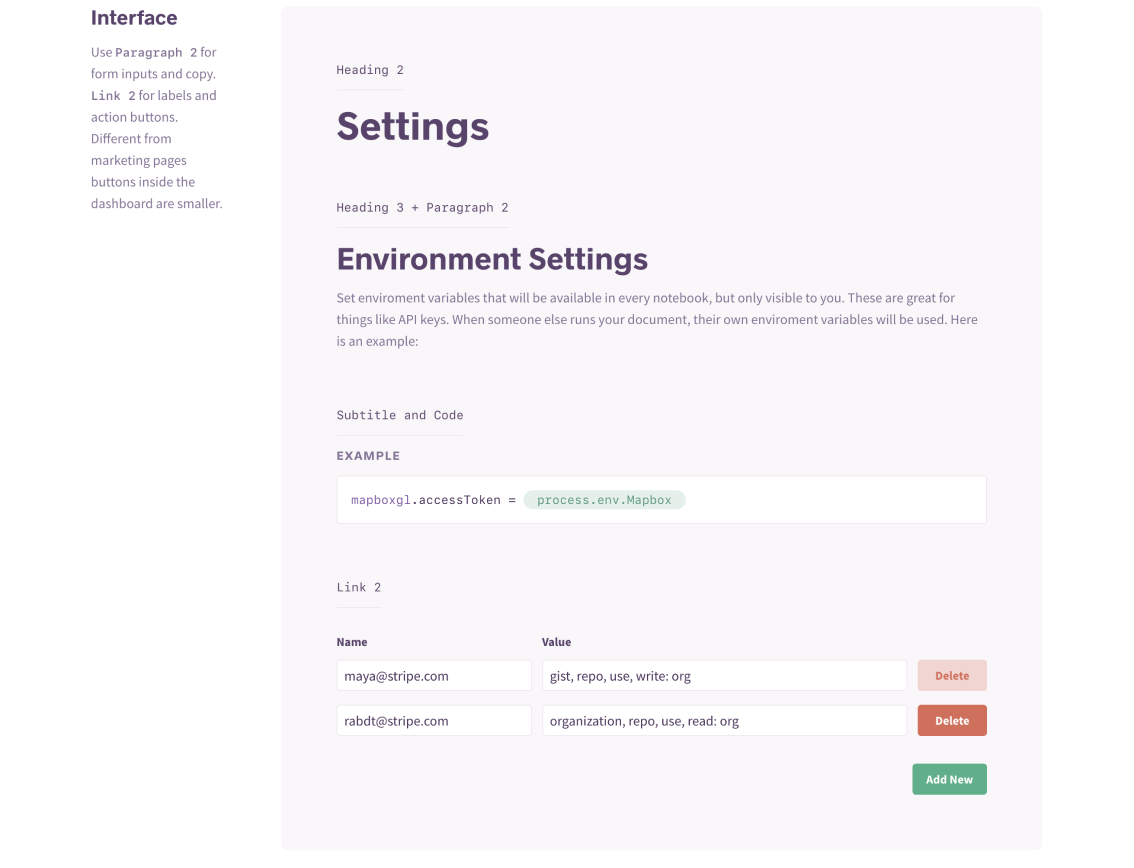 Interface
Use Paragraph 2 for
form inputs and copy.
Link 2 for labels and
action buttons.
Different from
marketing pages
buttons inside the
dashboard are smaller.
Heading 2
Settings
Heading 3 + Paragraph 2
Environment Settings
Set enviroment variables that will be available in every notebook, but only visible to you. These are great for
things like API keys. When someone else runs your document, their own enviroment variables will be used. Here
is an example:
Subtitle and Code
EXAMPLE
mapboxgl.accessToken = process.env.Mapbox
Link 2
Name Value
maya@stripe.com gist, repo, use, write: org Delete
rabdt@stripe.com organization, repo, use, read: org Delete
Add New